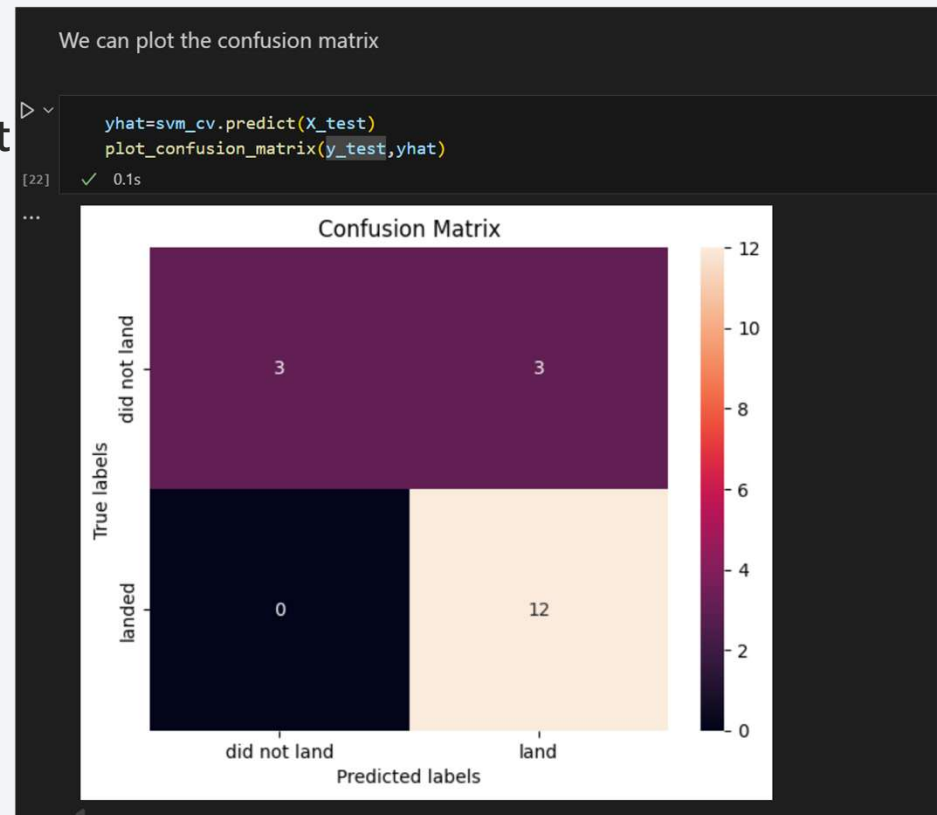 We can plot the confusion matrix
t
yhat=svm_cv.predict(X_test)
plot_confusion_matrix(y_test,yhat)
[22]
0.1s
...
Confusion Matrix
12
10
8
6
4
2
0
True labels
did not land
landed
3
3
0
12
did not land
land
Predicted labels